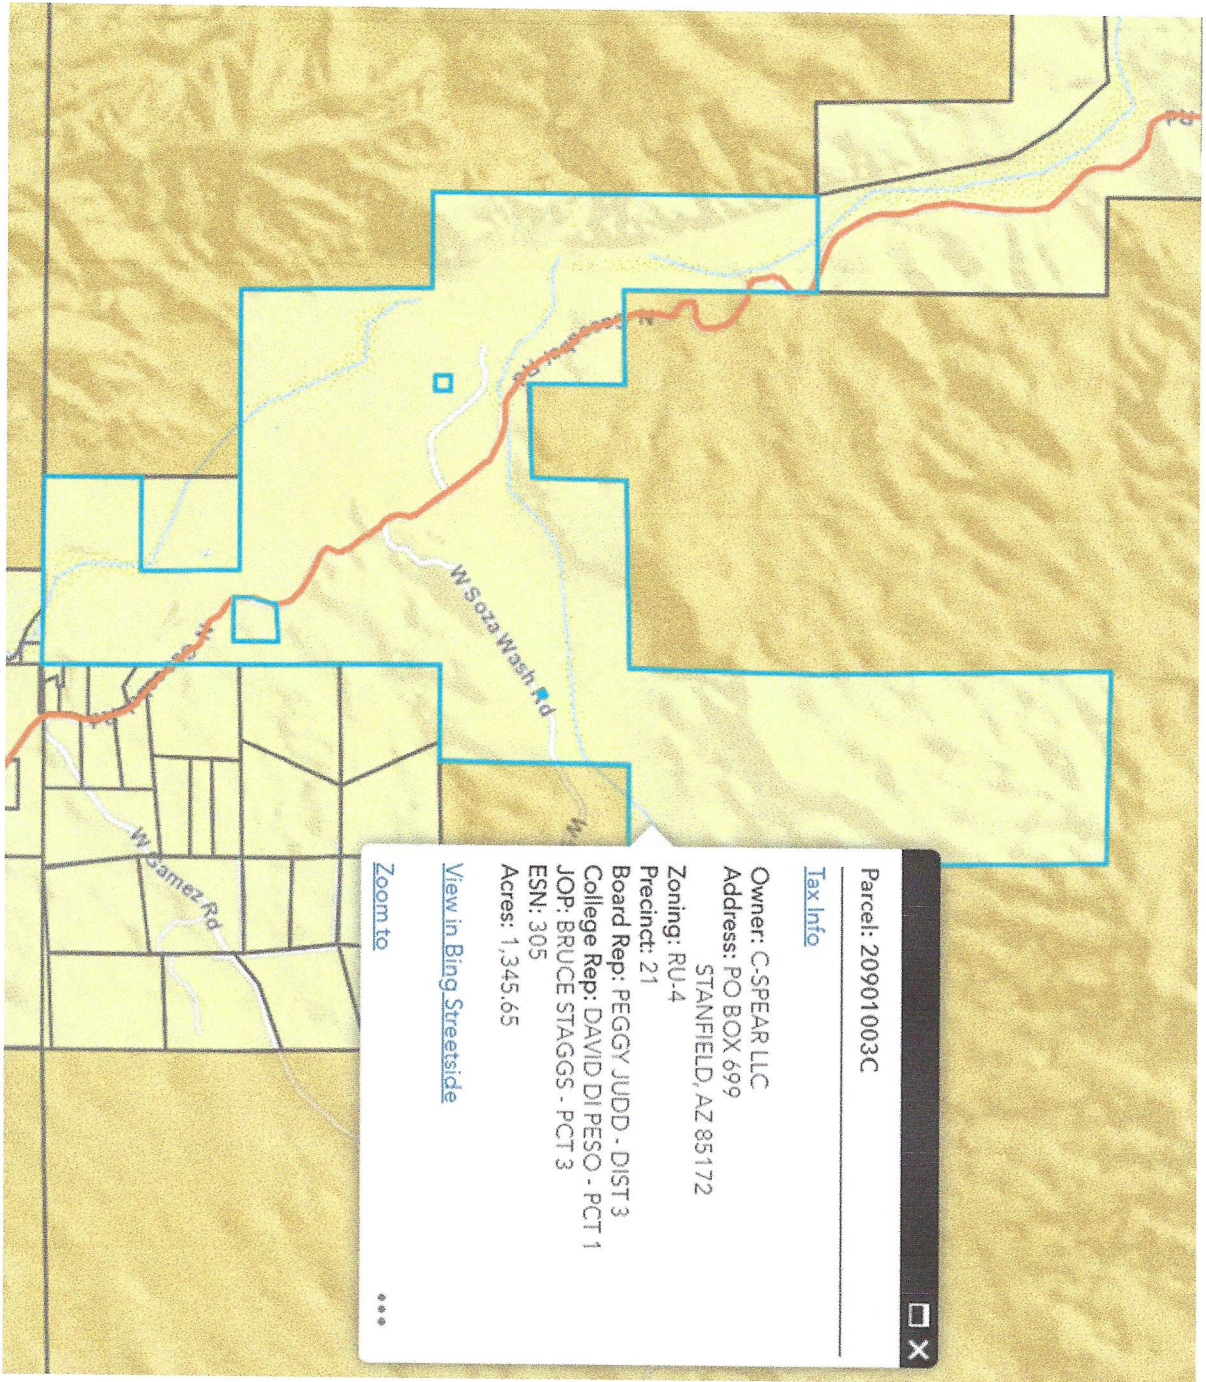 Parcel: 20901003C
Tax Info
Owner: C-SPEAR LLC
Address: PO BOX 699
STANFIELD, AZ 85172
Zoning: RU-4
Precinct: 21
Board Rep: PEGGY JUDD - DIST 3
College Rep: DAVID DI PESO - PCT 1
JOP: BRUCE STAGGS - PCT 3
ESN: 305
Acres: 1,345.65
View in Bing Streetside
Zoom to
W Soza Wash Rd
W Gamez Rd